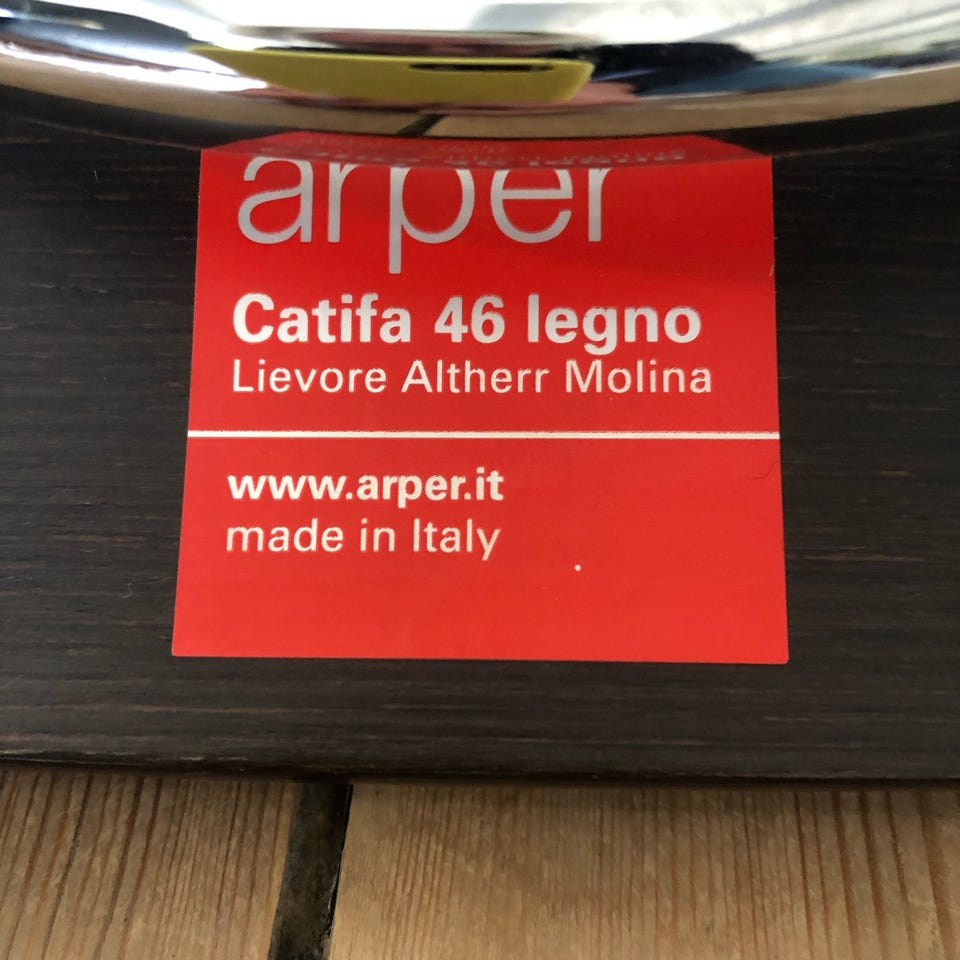 arper
Catifa 46 legno
Lievore Altherr Molina
www.arper.it
made in Italy